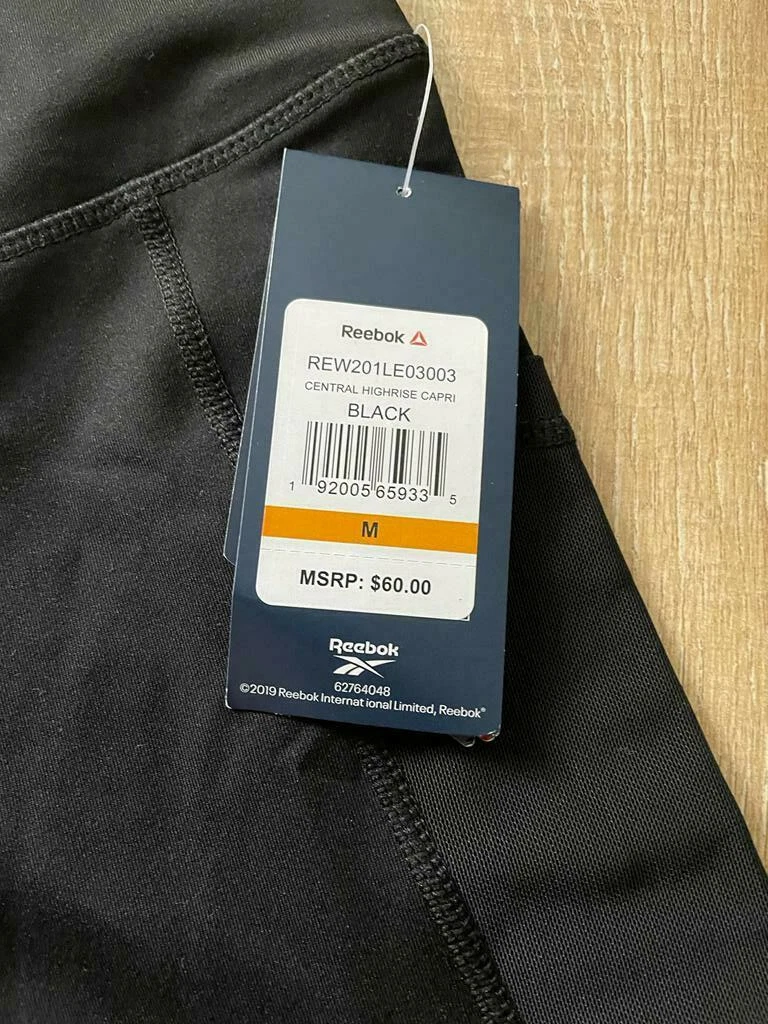 Reebok
REW201LE03003
CENTRAL HIGHRISE CAPRI
BLACK
1 92005 65933 5
M
MSRP: $60.00
Reebok
62764048
©2019 Reebok International Limited, Reebok®